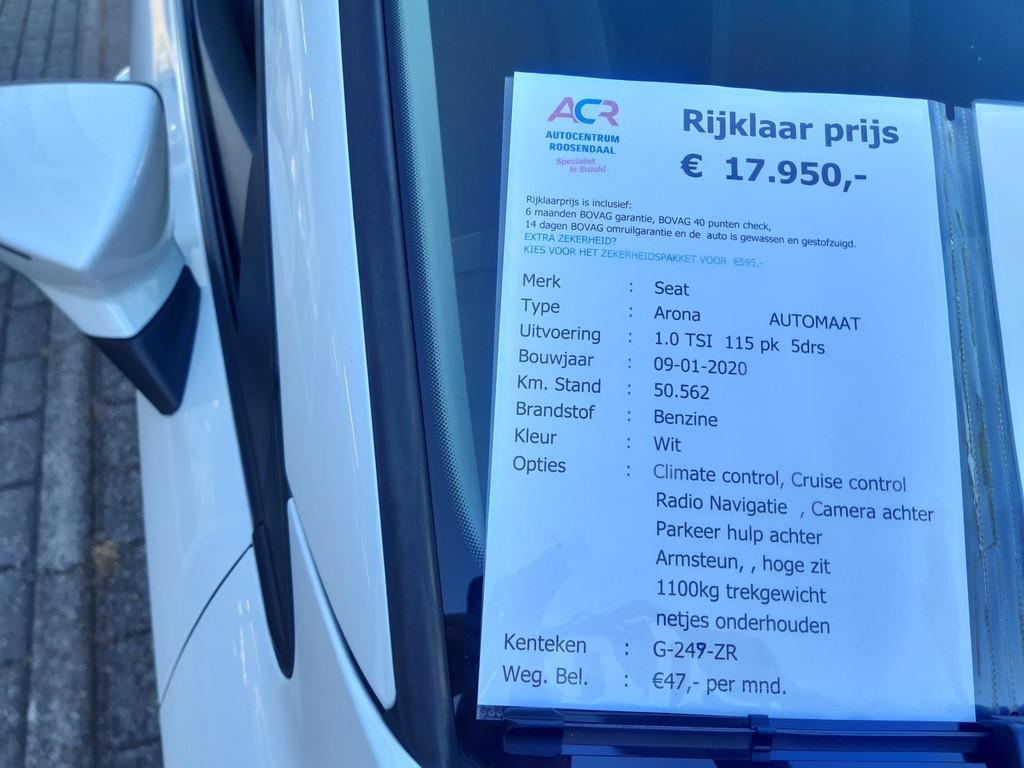 ACR
AUTOCENTRUM
ROOSENDAAL
Specialist
in Suzuki
Rijklaar prijs
€ 17.950,-
Rijklaarprijs is inclusief:
6 maanden BOVAG garantie, BOVAG 40 punten check,
14 dagen BOVAG omruilgarantie en de auto is gewassen en gestofzuigd.
EXTRA ZEKERHEID?
KIES VOOR HET ZEKERHEIDSPAKKET VOOR €595,-
Merk : Seat
Type : Arona AUTOMAAT
Uitvoering : 1.0 TSI 115 pk 5drs
Bouwjaar : 09-01-2020
Km. Stand : 50.562
Brandstof : Benzine
Kleur : Wit
Opties : Climate control, Cruise control
Radio Navigatie , Camera achter
Parkeer hulp achter
Armsteun, , hoge zit
1100kg trekgewicht
netjes onderhouden
Kenteken : G-249-ZR
Weg. Bel. : €47,- per mnd.